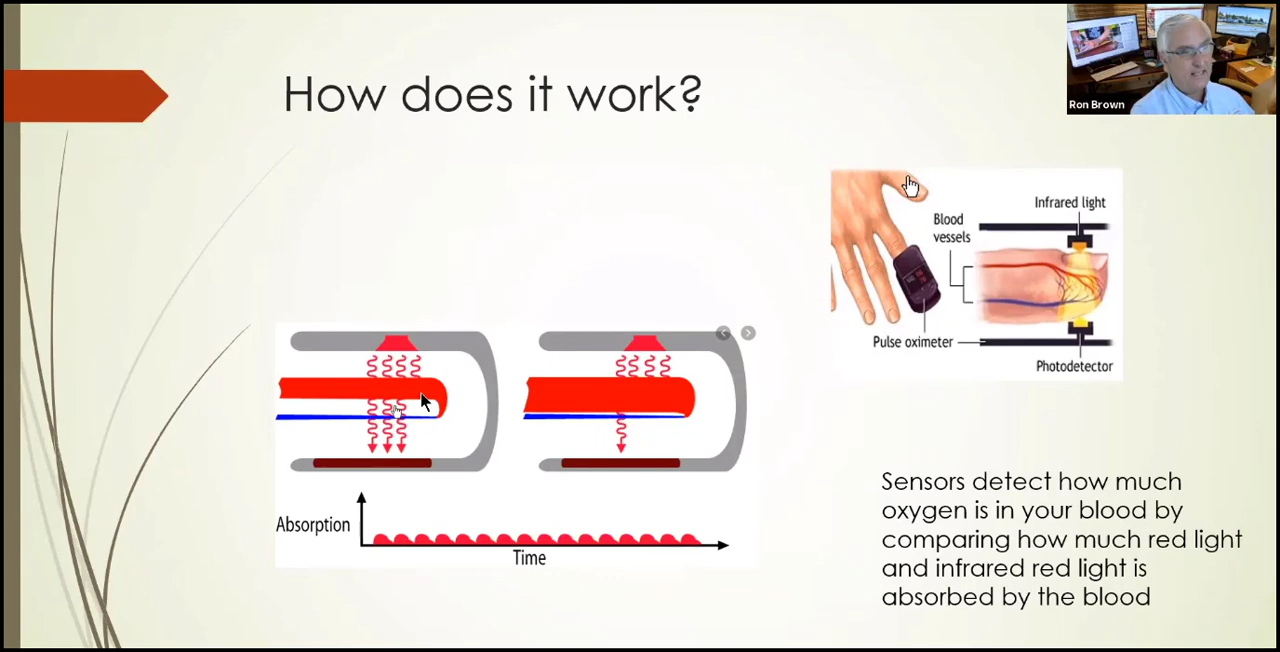 How does it work?
Ron Brown
Infrared light
Blood
vessels
Pulse oximeter
Photodetector
Absorption
Time
Sensors detect how much
oxygen is in your blood by
comparing how much red light
and infrared red light is
absorbed by the blood